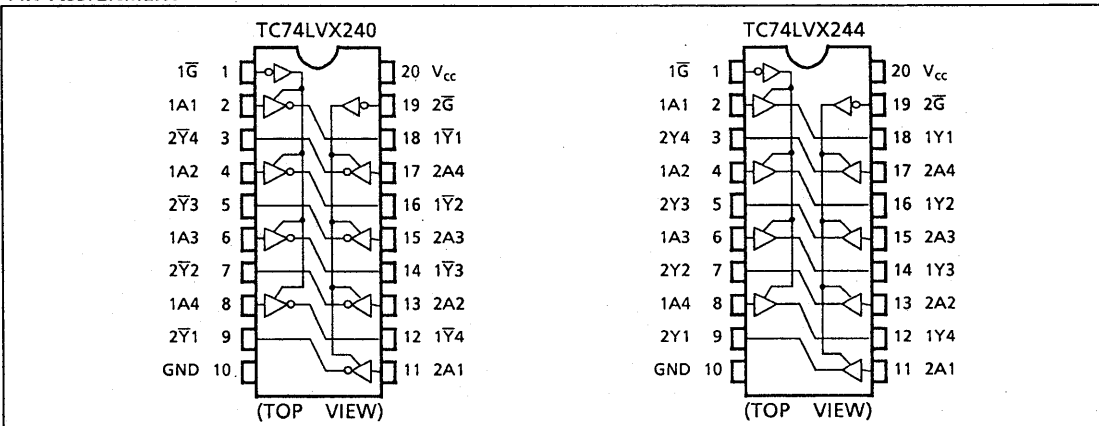 TC74LVX240
1G̅ 1 20 Vcc
1A1 2 19 2G̅
2Y̅4 3 18 1Y̅1
1A2 4 17 2A4
2Y̅3 5 16 1Y̅2
1A3 6 15 2A3
2Y̅2 7 14 1Y̅3
1A4 8 13 2A2
2Y̅1 9 12 1Y̅4
GND 10 11 2A1
(TOP VIEW)
TC74LVX244
1G̅ 1 20 Vcc
1A1 2 19 2G̅
2Y4 3 18 1Y1
1A2 4 17 2A4
2Y3 5 16 1Y2
1A3 6 15 2A3
2Y2 7 14 1Y3
1A4 8 13 2A2
2Y1 9 12 1Y4
GND 10 11 2A1
(TOP VIEW)